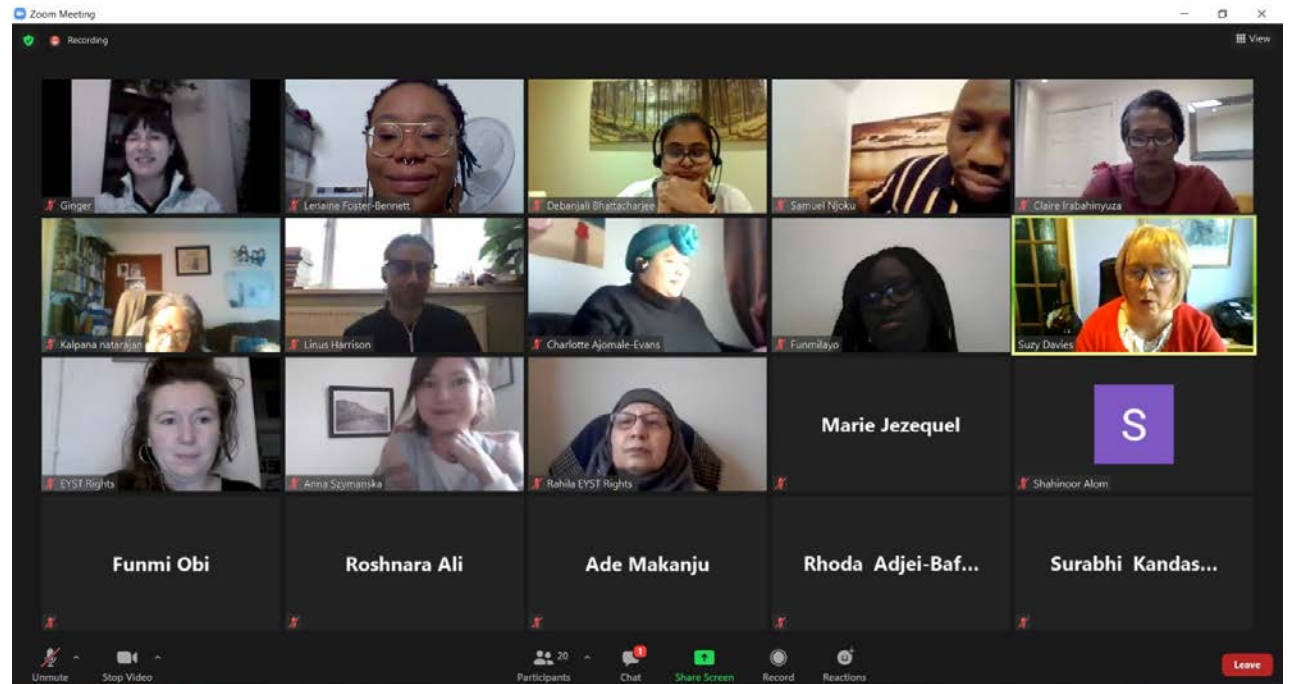 Zoom Meeting
Recording
View
Ginger
Lenaine Foster-Bennett
Debanjali Bhattacharjee
Samuel Njoku
Claire Irabahinyuza
Kalpana natarajan
Linus Harrison
Charlotte Ajomale-Evans
Funmilayo
Suzy Davies
EYST Rights
Anna Szymanska
Rahila EYST Rights
Marie Jezequel
S
Shahinoor Alom
Funmi Obi
Roshnara Ali
Ade Makanju
Rhoda Adjei-Baf...
Surabhi Kandas...
Unmute
Stop Video
20
Participants
1
Chat
Share Screen
Record
Reactions
Leave